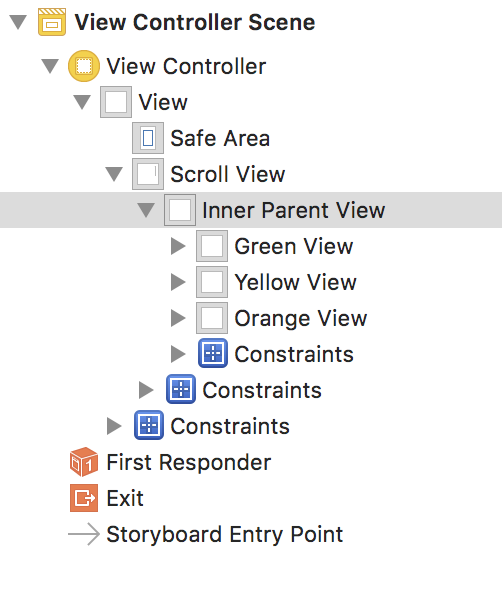 View Controller Scene
View Controller
View
Safe Area
Scroll View
Inner Parent View
Green View
Yellow View
Orange View
Constraints
Constraints
Constraints
First Responder
Exit
Storyboard Entry Point